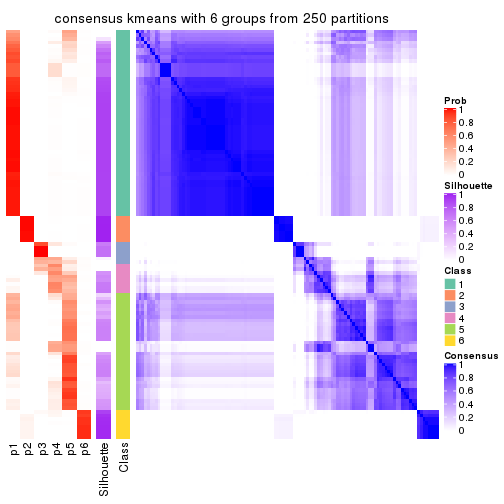 consensus kmeans with 6 groups from 250 partitions
Prob
1
0.8
0.6
0.4
0.2
0
Silhouette
1
0.8
0.6
0.4
0.2
0
Class
1
2
3
4
5
6
Consensus
1
0.8
0.6
0.4
0.2
0
p1
p2
p3
p4
p5
p6
Silhouette
Class